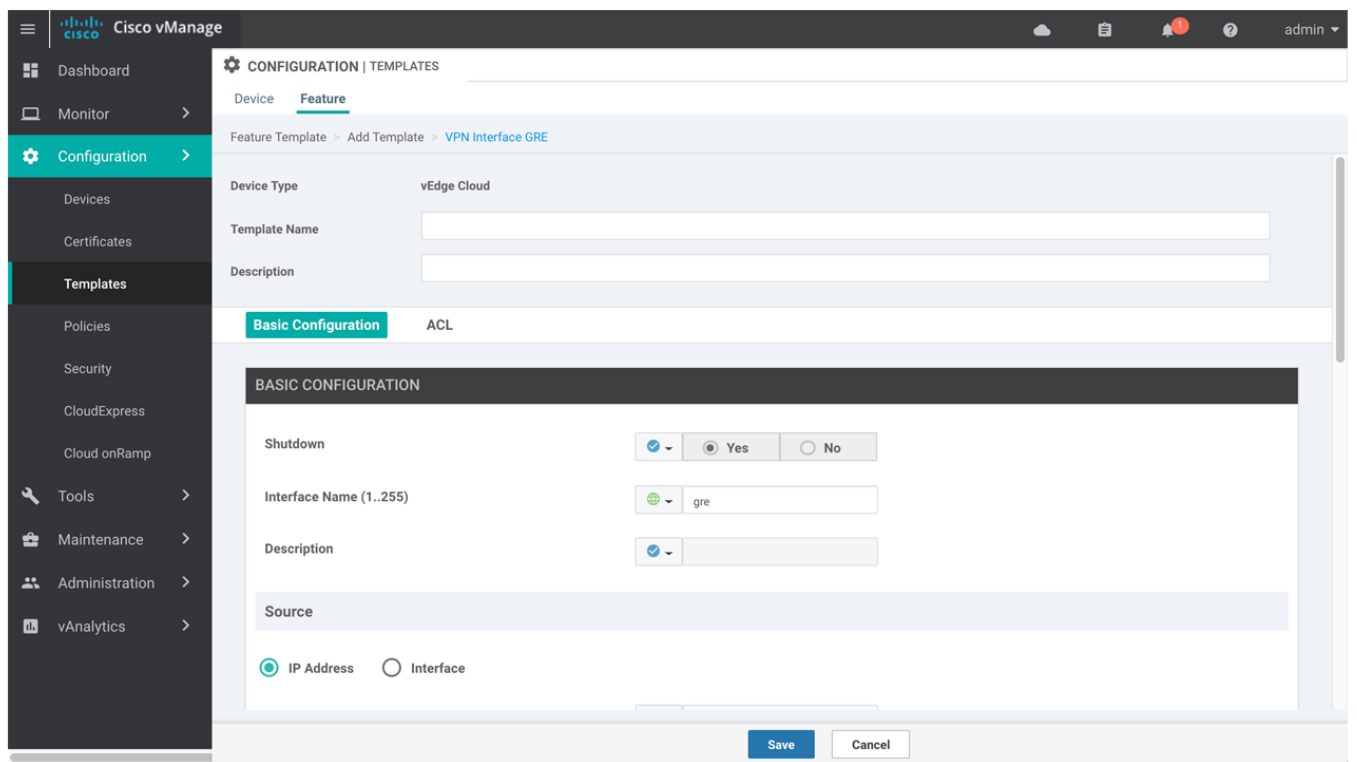 cisco Cisco vManage
1
admin
Dashboard
Monitor
Configuration
Devices
Certificates
Templates
Policies
Security
CloudExpress
Cloud onRamp
Tools
Maintenance
Administration
vAnalytics
CONFIGURATION | TEMPLATES
Device Feature
Feature Template > Add Template > VPN Interface GRE
Device Type vEdge Cloud
Template Name
Description
Basic Configuration ACL
BASIC CONFIGURATION
Shutdown Yes No
Interface Name (1..255) gre
Description
Source
IP Address Interface
Save Cancel